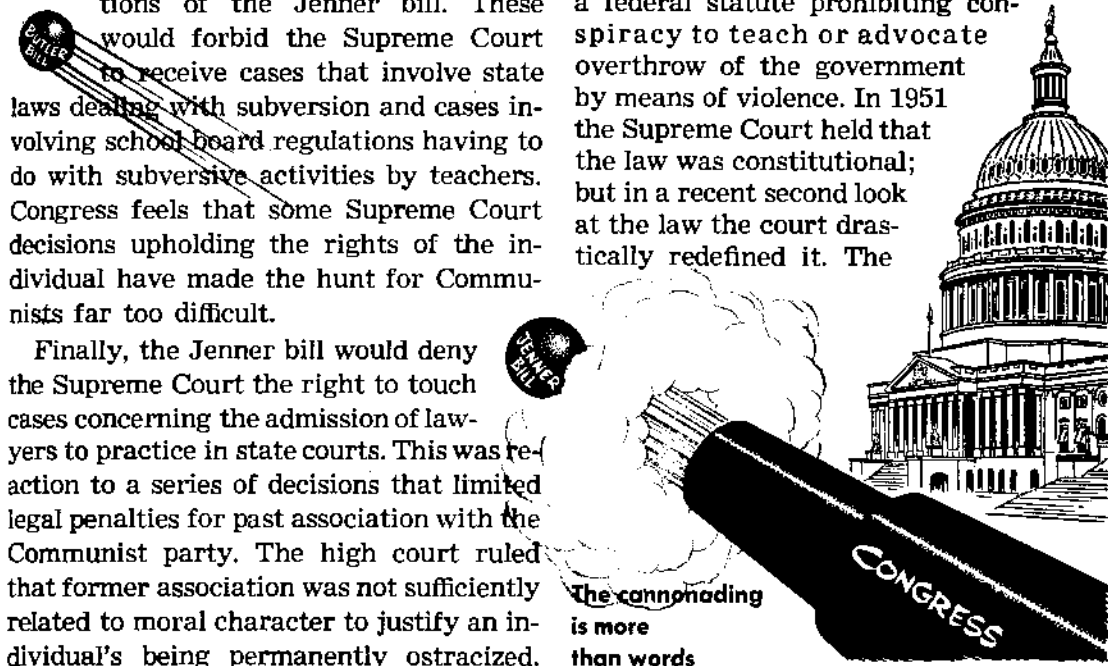 tions of the Jenner bill. These
would forbid the Supreme Court
to receive cases that involve state
laws dealing with subversion and cases in-
volving school board regulations having to
do with subversive activities by teachers.
Congress feels that some Supreme Court
decisions upholding the rights of the in-
dividual have made the hunt for Commu-
nists far too difficult.
Finally, the Jenner bill would deny
the Supreme Court the right to touch
cases concerning the admission of law-
yers to practice in state courts. This was re-
action to a series of decisions that limited
legal penalties for past association with the
Communist party. The high court ruled
that former association was not sufficiently
related to moral character to justify an in-
dividual's being permanently ostracized.
a federal statute prohibiting con-
spiracy to teach or advocate
overthrow of the government
by means of violence. In 1951
the Supreme Court held that
the law was constitutional;
but in a recent second look
at the law the court dras-
tically redefined it. The
BUTLER
BILL
JENNER
BILL
CONGRESS
The cannonading
is more
than words